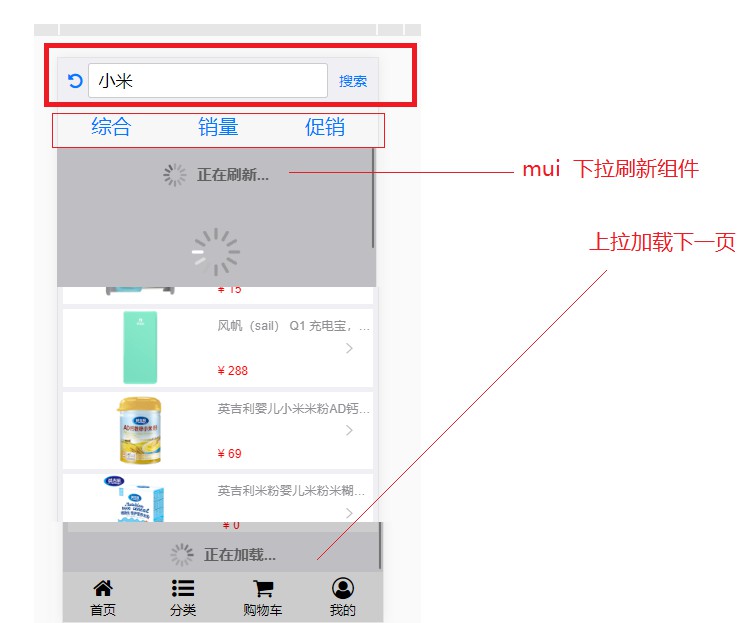 小米
搜索
综合 销量 促销
正在刷新...
mui 下拉刷新组件
上拉加载下一页
¥ 15
风帆（sail） Q1 充电宝，...
¥ 288
英吉利婴儿小米米粉AD钙...
¥ 69
英吉利米粉婴儿米粉米糊...
¥ 0
正在加载...
首页 分类 购物车 我的